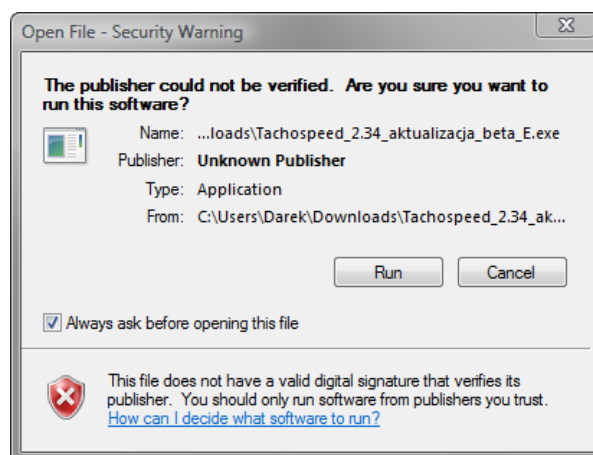 Open File - Security Warning
The publisher could not be verified.  Are you sure you want to
run this software?
Name: ...loads\Tachospeed_2.34_aktualizacja_beta_E.exe
Publisher: Unknown Publisher
Type: Application
From: C:\Users\Darek\Downloads\Tachospeed_2.34_ak...
Run Cancel
Always ask before opening this file
This file does not have a valid digital signature that verifies its
publisher.  You should only run software from publishers you trust.
How can I decide what software to run?